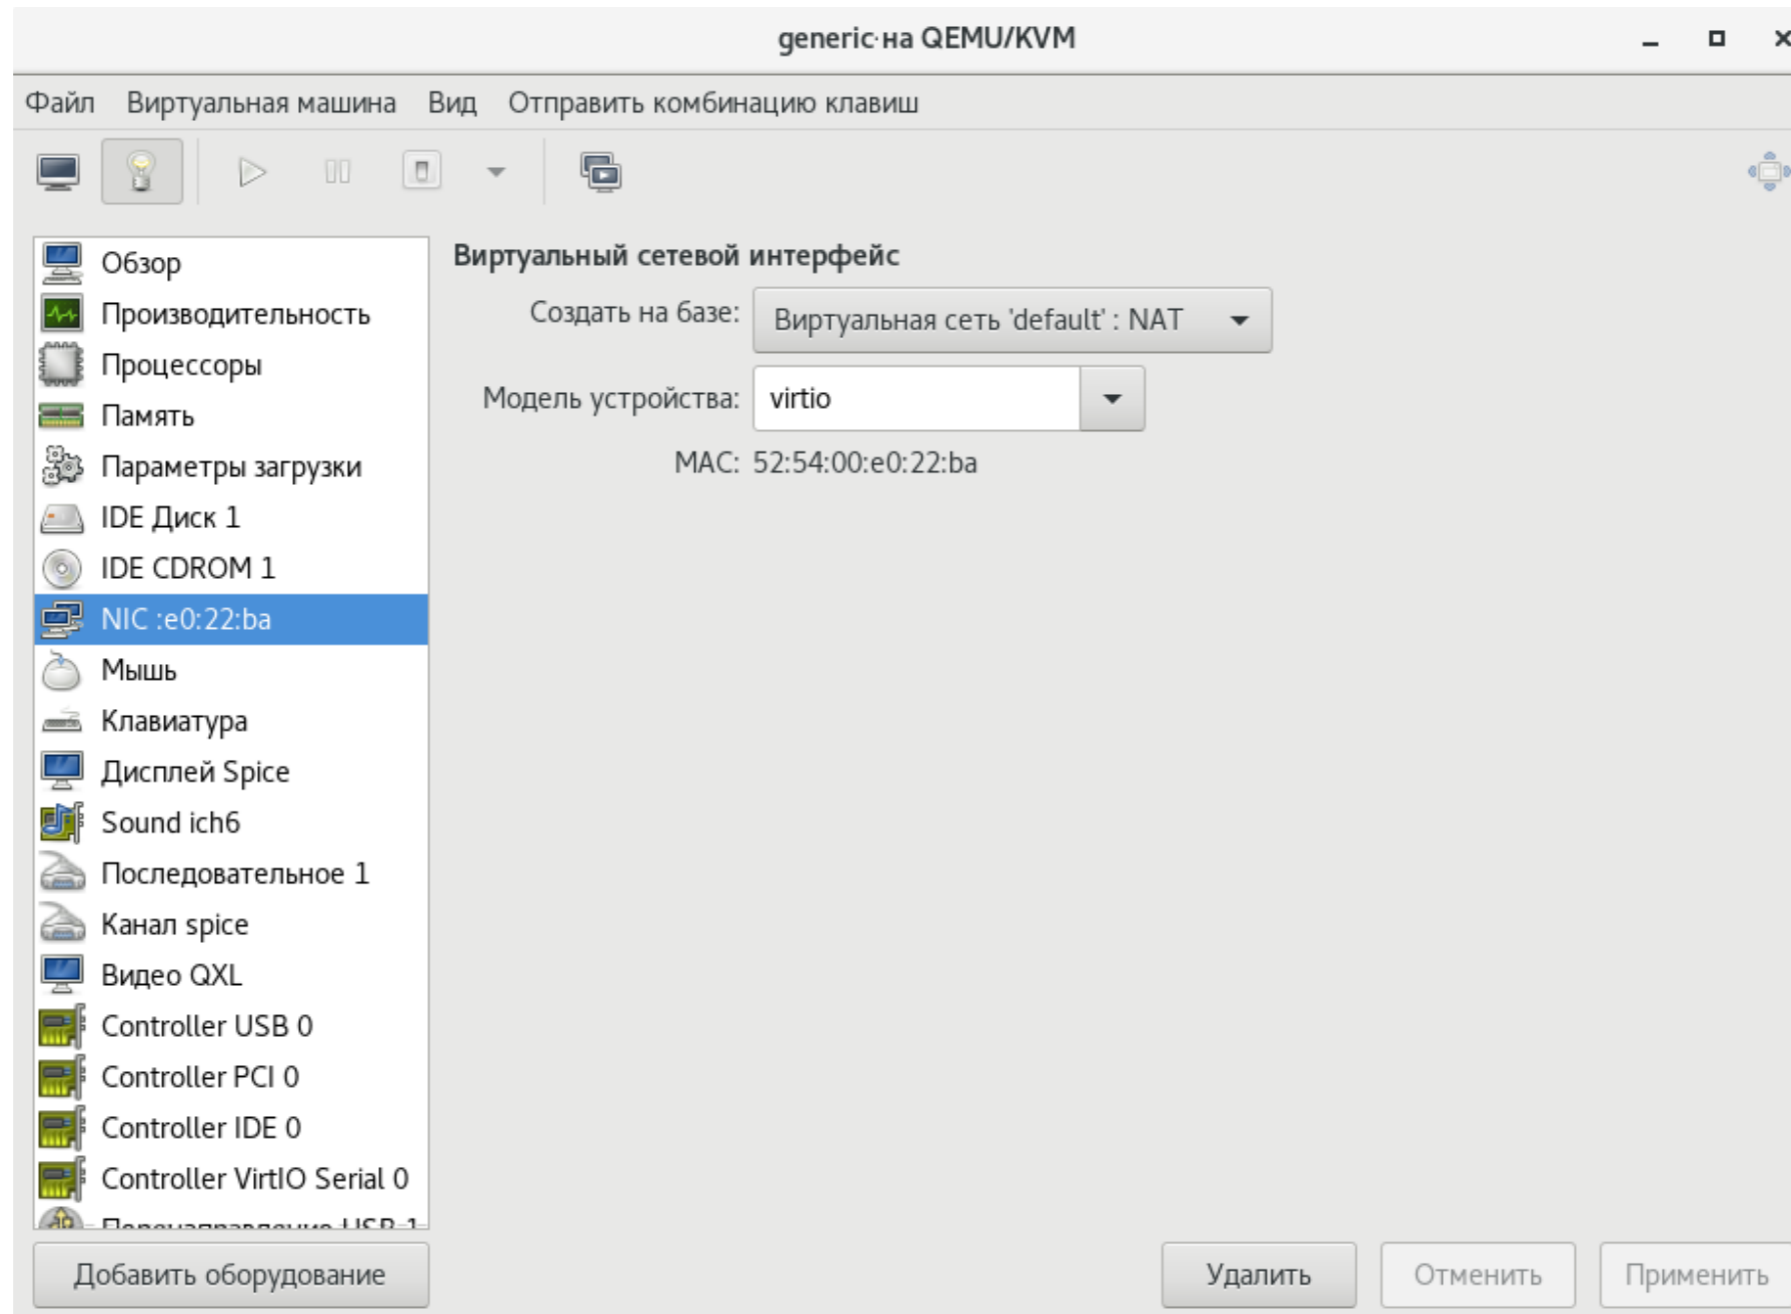 generic на QEMU/KVM
Файл Виртуальная машина Вид Отправить комбинацию клавиш
Обзор
Производительность
Процессоры
Память
Параметры загрузки
IDE Диск 1
IDE CDROM 1
NIC :e0:22:ba
Мышь
Клавиатура
Дисплей Spice
Sound ich6
Последовательное 1
Канал spice
Видео QXL
Controller USB 0
Controller PCI 0
Controller IDE 0
Controller VirtIO Serial 0
Перенаправление USB 1
Добавить оборудование
Виртуальный сетевой интерфейс
Создать на базе: Виртуальная сеть 'default' : NAT
Модель устройства: virtio
MAC: 52:54:00:e0:22:ba
Удалить Отменить Применить